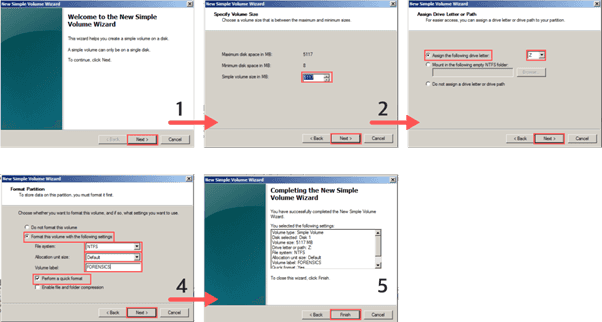 New Simple Volume Wizard
Welcome to the New Simple
Volume Wizard
This wizard helps you create a simple volume on a disk.
A simple volume can only be on a single disk.
To continue, click Next.
< Back
Next >
Cancel
1
New Simple Volume Wizard
Specify Volume Size
Choose a volume size that is between the maximum and minimum sizes.
Maximum disk space in MB:
5117
Minimum disk space in MB:
8
Simple volume size in MB:
5117
< Back
Next >
Cancel
2
New Simple Volume Wizard
Assign Drive Letter or Path
For easier access, you can assign a drive letter or drive path to your partition.
Assign the following drive letter:
Z
Mount in the following empty NTFS folder:
Browse...
Do not assign a drive letter or drive path
< Back
Next >
Cancel
New Simple Volume Wizard
Format Partition
To store data on this partition, you must format it first.
Choose whether you want to format this volume, and if so, what settings you want to use.
Do not format this volume
Format this volume with the following settings:
File system:
NTFS
Allocation unit size:
Default
Volume label:
FORENSICS
Perform a quick format
Enable file and folder compression
< Back
Next >
Cancel
4
New Simple Volume Wizard
Completing the New Simple
Volume Wizard
You have successfully completed the New Simple Volume
Wizard.
You selected the following settings:
Volume type: Simple Volume
Disk selected: Disk 1
Volume size: 5117 MB
Drive letter or path: Z:
File system: NTFS
Allocation unit size: Default
Volume label: FORENSICS
Quick format: Yes
To close this wizard, click Finish.
< Back
Finish
Cancel
5